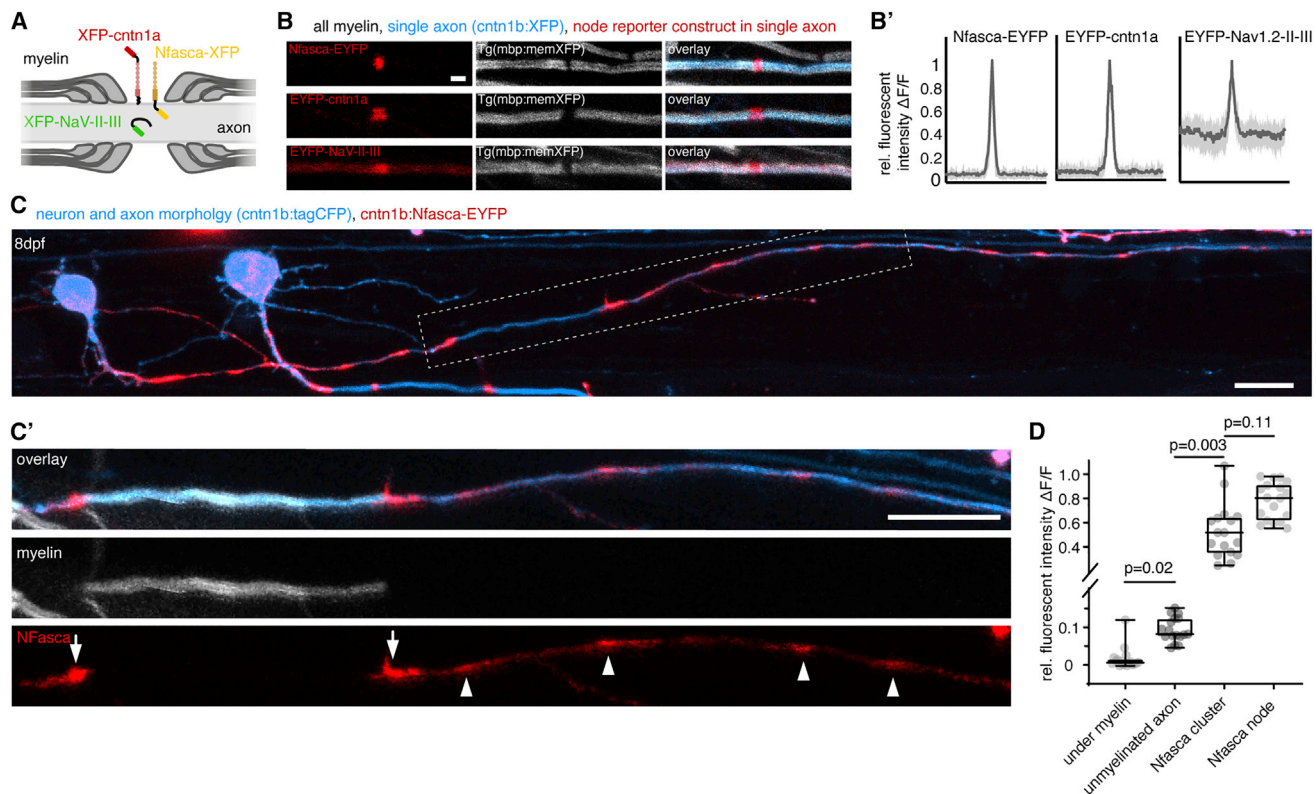 A
XFP-cntn1a
Nfasca-XFP
myelin
XFP-NaV-II-III
axon
B
all myelin, single axon (cntn1b:XFP), node reporter construct in single axon
Nfasca-EYFP
Tg(mbp:memXFP)
overlay
EYFP-cntn1a
Tg(mbp:memXFP)
overlay
EYFP-NaV-II-III
Tg(mbp:memXFP)
overlay
B'
Nfasca-EYFP
EYFP-cntn1a
EYFP-Nav1.2-II-III
rel. fluorescent
intensity ΔF/F
1
0.8
0.6
0.4
0.2
0
C
neuron and axon morpholgy (cntn1b:tagCFP), cntn1b:Nfasca-EYFP
8dpf
C'
overlay
myelin
NFasca
D
p=0.11
p=0.003
p=0.02
rel. fluorescent intensity ΔF/F
1.0
0.8
0.6
0.4
0.1
0
under myelin
unmyelinated axon
Nfasca cluster
Nfasca node